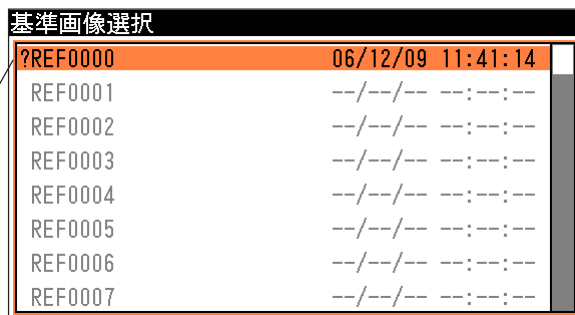 基準画像選択
?REF0000 06/12/09 11:41:14
REF0001 --/--/-- --:--:--
REF0002 --/--/-- --:--:--
REF0003 --/--/-- --:--:--
REF0004 --/--/-- --:--:--
REF0005 --/--/-- --:--:--
REF0006 --/--/-- --:--:--
REF0007 --/--/-- --:--:--